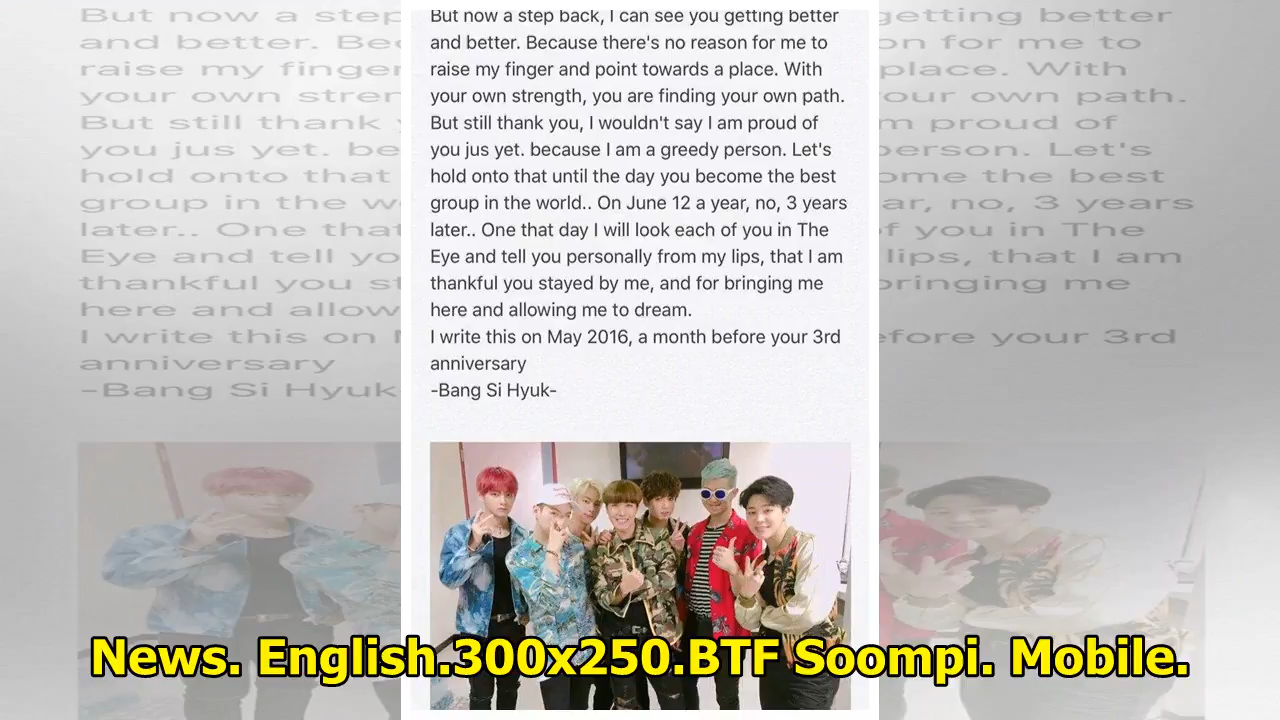 But now a step back, I can see you getting better
and better. Because there's no reason for me to
raise my finger and point towards a place. With
your own strength, you are finding your own path.
But still thank you, I wouldn't say I am proud of
you jus yet. because I am a greedy person. Let's
hold onto that until the day you become the best
group in the world.. On June 12 a year, no, 3 years
later.. One that day I will look each of you in The
Eye and tell you personally from my lips, that I am
thankful you stayed by me, and for bringing me
here and allowing me to dream.
I write this on May 2016, a month before your 3rd
anniversary
-Bang Si Hyuk-
News. English.300x250.BTF Soompi. Mobile.